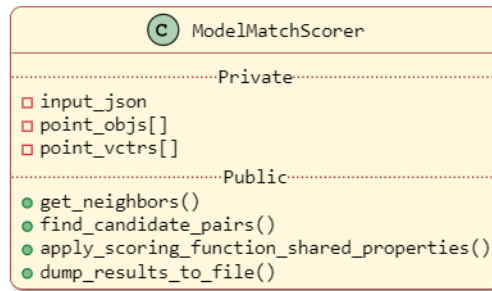 C ModelMatchScorer
Private
input_json
point_objs[]
point_vctrs[]
Public
get_neighbors()
find_candidate_pairs()
apply_scoring_function_shared_properties()
dump_results_to_file()